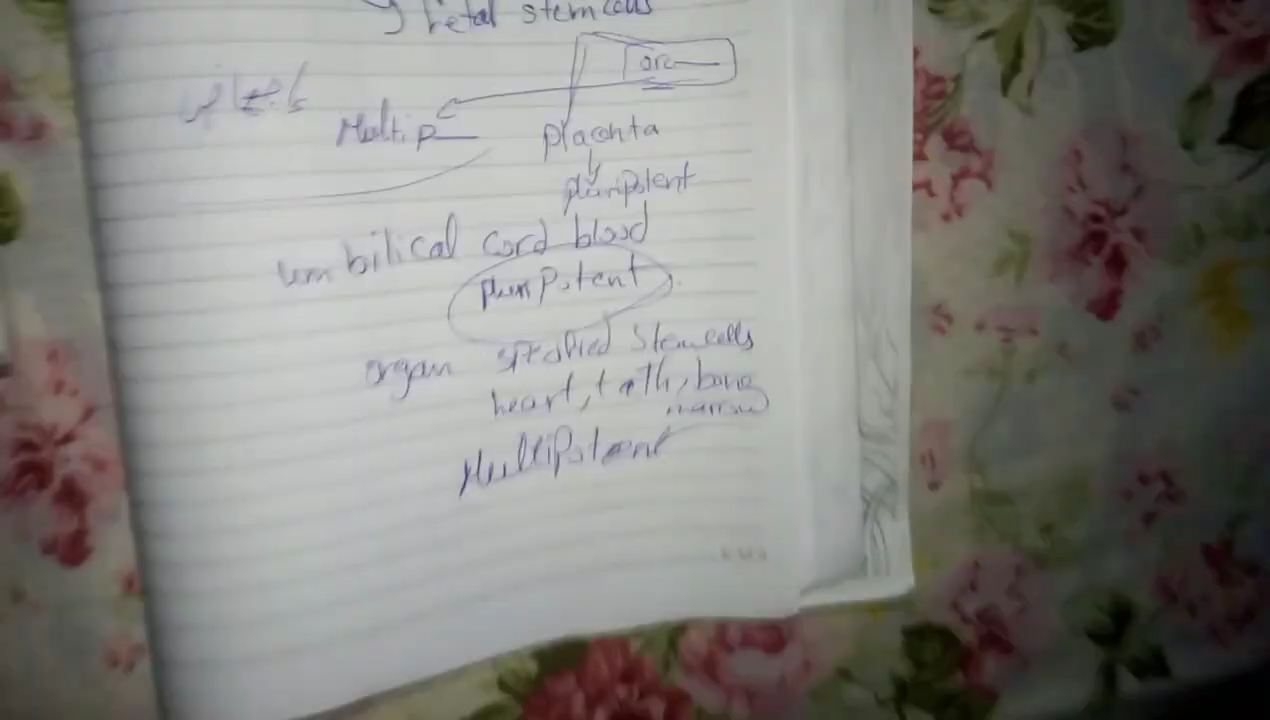 Fetal stem cells
Multip
placenta
pluripotent
umbilical cord blood
pluripotent
organ specified stem cells
heart, teeth, bone
marrow
Multipotent